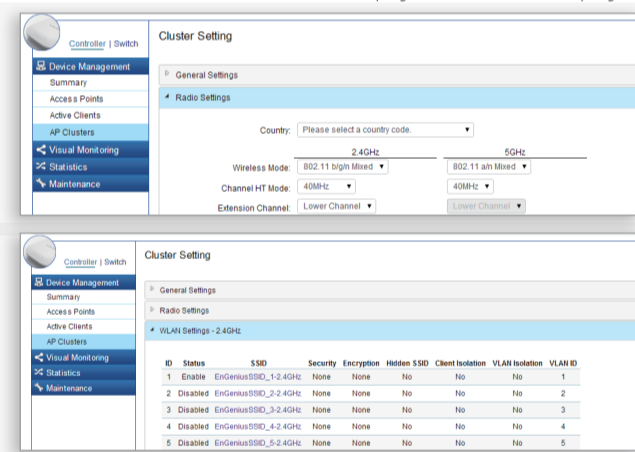 Controller | Switch
Cluster Setting
Device Management
Summary
Access Points
Active Clients
AP Clusters
Visual Monitoring
Statistics
Maintenance
General Settings
Radio Settings
Country: Please select a country code.
2.4GHz 5GHz
Wireless Mode: 802.11 b/g/n Mixed 802.11 a/n Mixed
Channel HT Mode: 40MHz 40MHz
Extension Channel: Lower Channel Lower Channel
Controller | Switch
Cluster Setting
Device Management
Summary
Access Points
Active Clients
AP Clusters
Visual Monitoring
Statistics
Maintenance
General Settings
Radio Settings
WLAN Settings - 2.4GHz
ID Status SSID Security Encryption Hidden SSID Client Isolation VLAN Isolation VLAN ID
1 Enable EnGeniusSSID_1-2.4GHz None None No No No 1
2 Disabled EnGeniusSSID_2-2.4GHz None None No No No 2
3 Disabled EnGeniusSSID_3-2.4GHz None None No No No 3
4 Disabled EnGeniusSSID_4-2.4GHz None None No No No 4
5 Disabled EnGeniusSSID_5-2.4GHz None None No No No 5